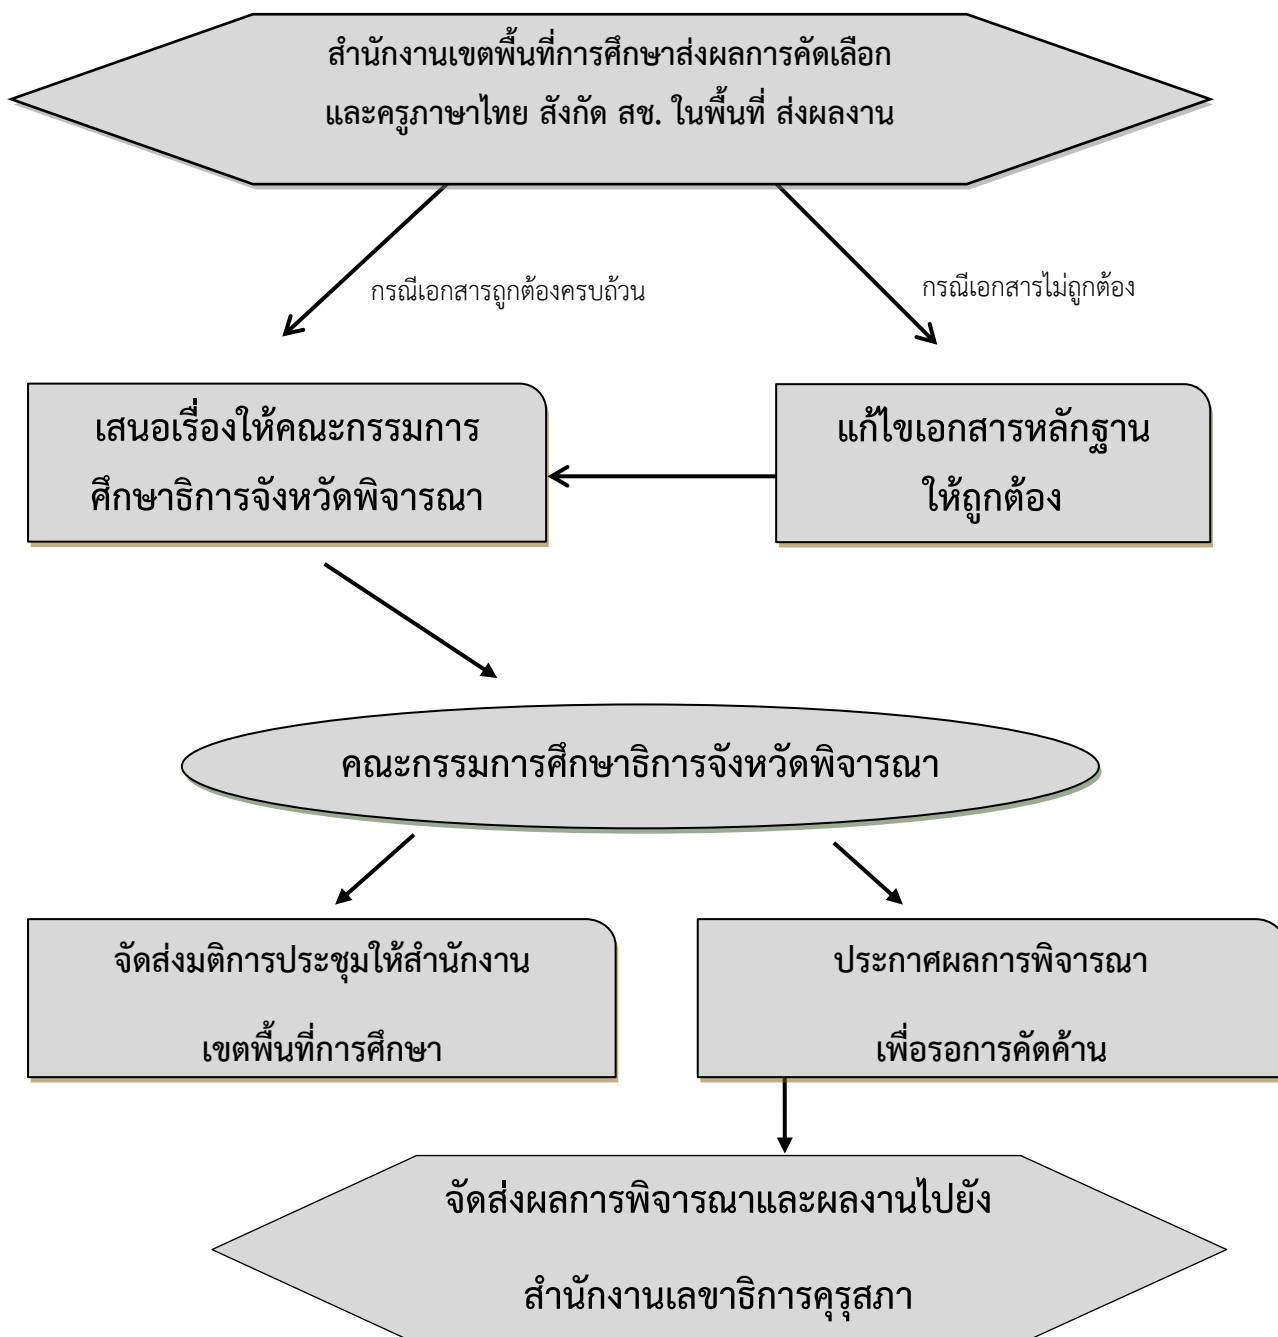 สำนักงานเขตพื้นที่การศึกษาส่งผลการคัดเลือก
และครูภาษาไทย สังกัด สช. ในพื้นที่ ส่งผลงาน
กรณีเอกสารถูกต้องครบถ้วน
กรณีเอกสารไม่ถูกต้อง
เสนอเรื่องให้คณะกรรมการ
ศึกษาธิการจังหวัดพิจารณา
แก้ไขเอกสารหลักฐาน
ให้ถูกต้อง
คณะกรรมการศึกษาธิการจังหวัดพิจารณา
จัดส่งมติการประชุมให้สำนักงาน
เขตพื้นที่การศึกษา
ประกาศผลการพิจารณา
เพื่อรอการคัดค้าน
จัดส่งผลการพิจารณาและผลงานไปยัง
สำนักงานเลขาธิการคุรุสภา